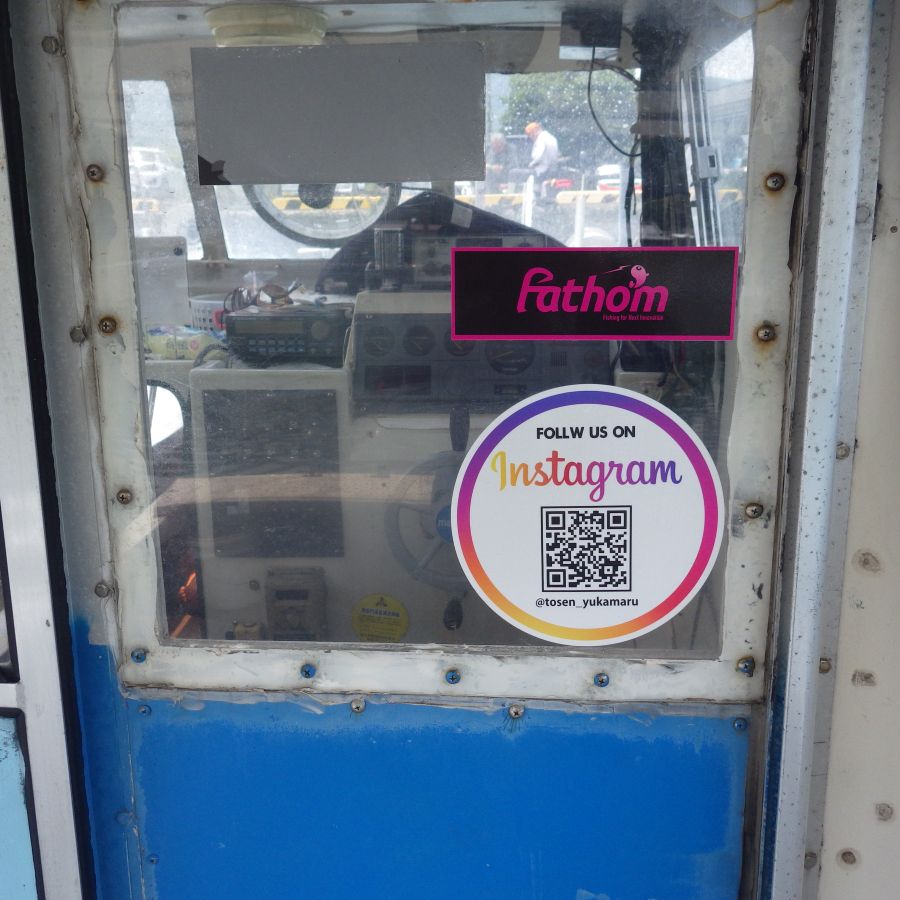 Fathom
Fishing for Next Innovation
FOLLW US ON
Instagram
@tosen_yukamaru